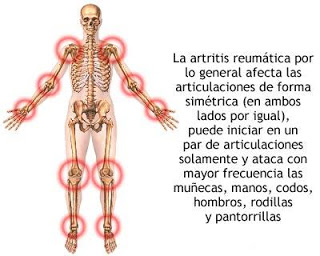 La artritis reumática por
lo general afecta las
articulaciones de forma
simétrica (en ambos
lados por igual),
puede iniciar en un
par de articulaciones
solamente y ataca con
mayor frecuencia las
muñecas, manos, codos,
hombros, rodillas
y pantorrillas